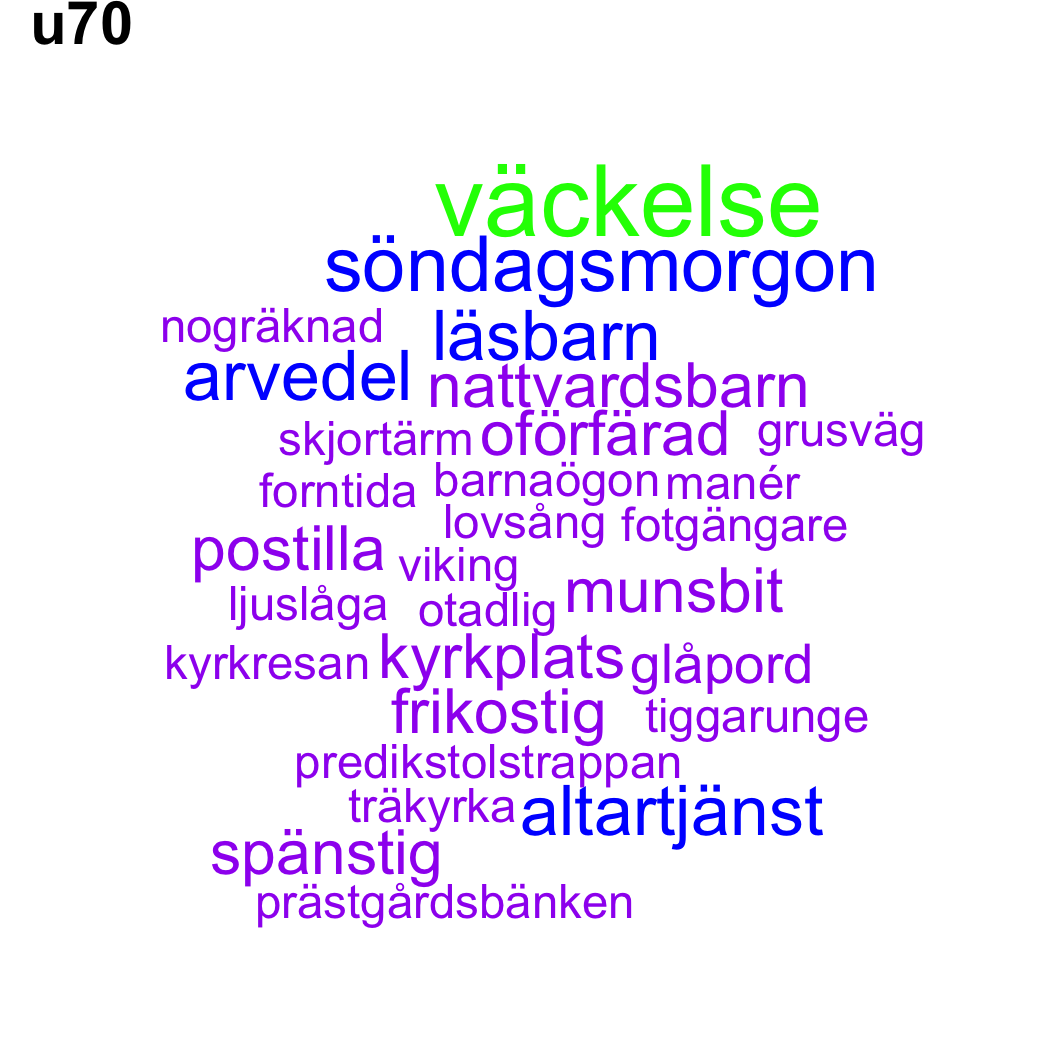 u70
väckelse
söndagsmorgon
nogräknad läsbarn
arvedel nattvardsbarn
skjortärm oförfärad grusväg
forntida barnaögon manér
lovsång fotgängare
postilla viking
ljuslåga otadlig munsbit
kyrkresan kyrkplats glåpord
frikostig tiggarunge
predikstolstrappan
träkyrka altartjänst
spänstig
prästgårdsbänken